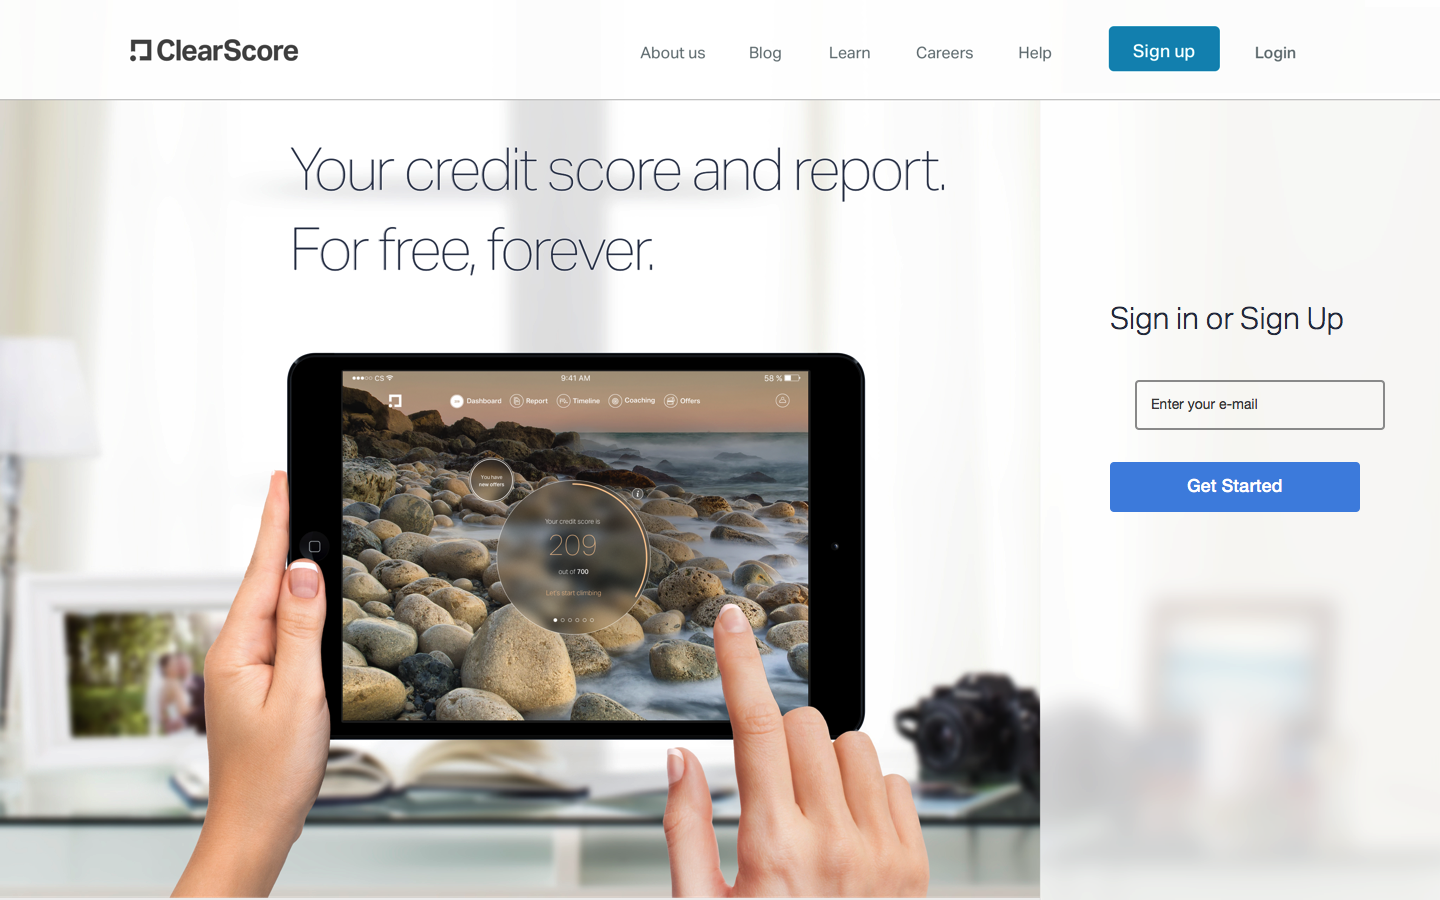 ClearScore
About us
Blog
Learn
Careers
Help
Sign up
Login
Your credit score and report.
For free, forever.
Sign in or Sign Up
Enter your e-mail
Get Started
CS
9:41 AM
58 %
Dashboard
Report
Timeline
Coaching
Offers
You have
new offers
Your credit score is
209
out of 700
Let's start climbing